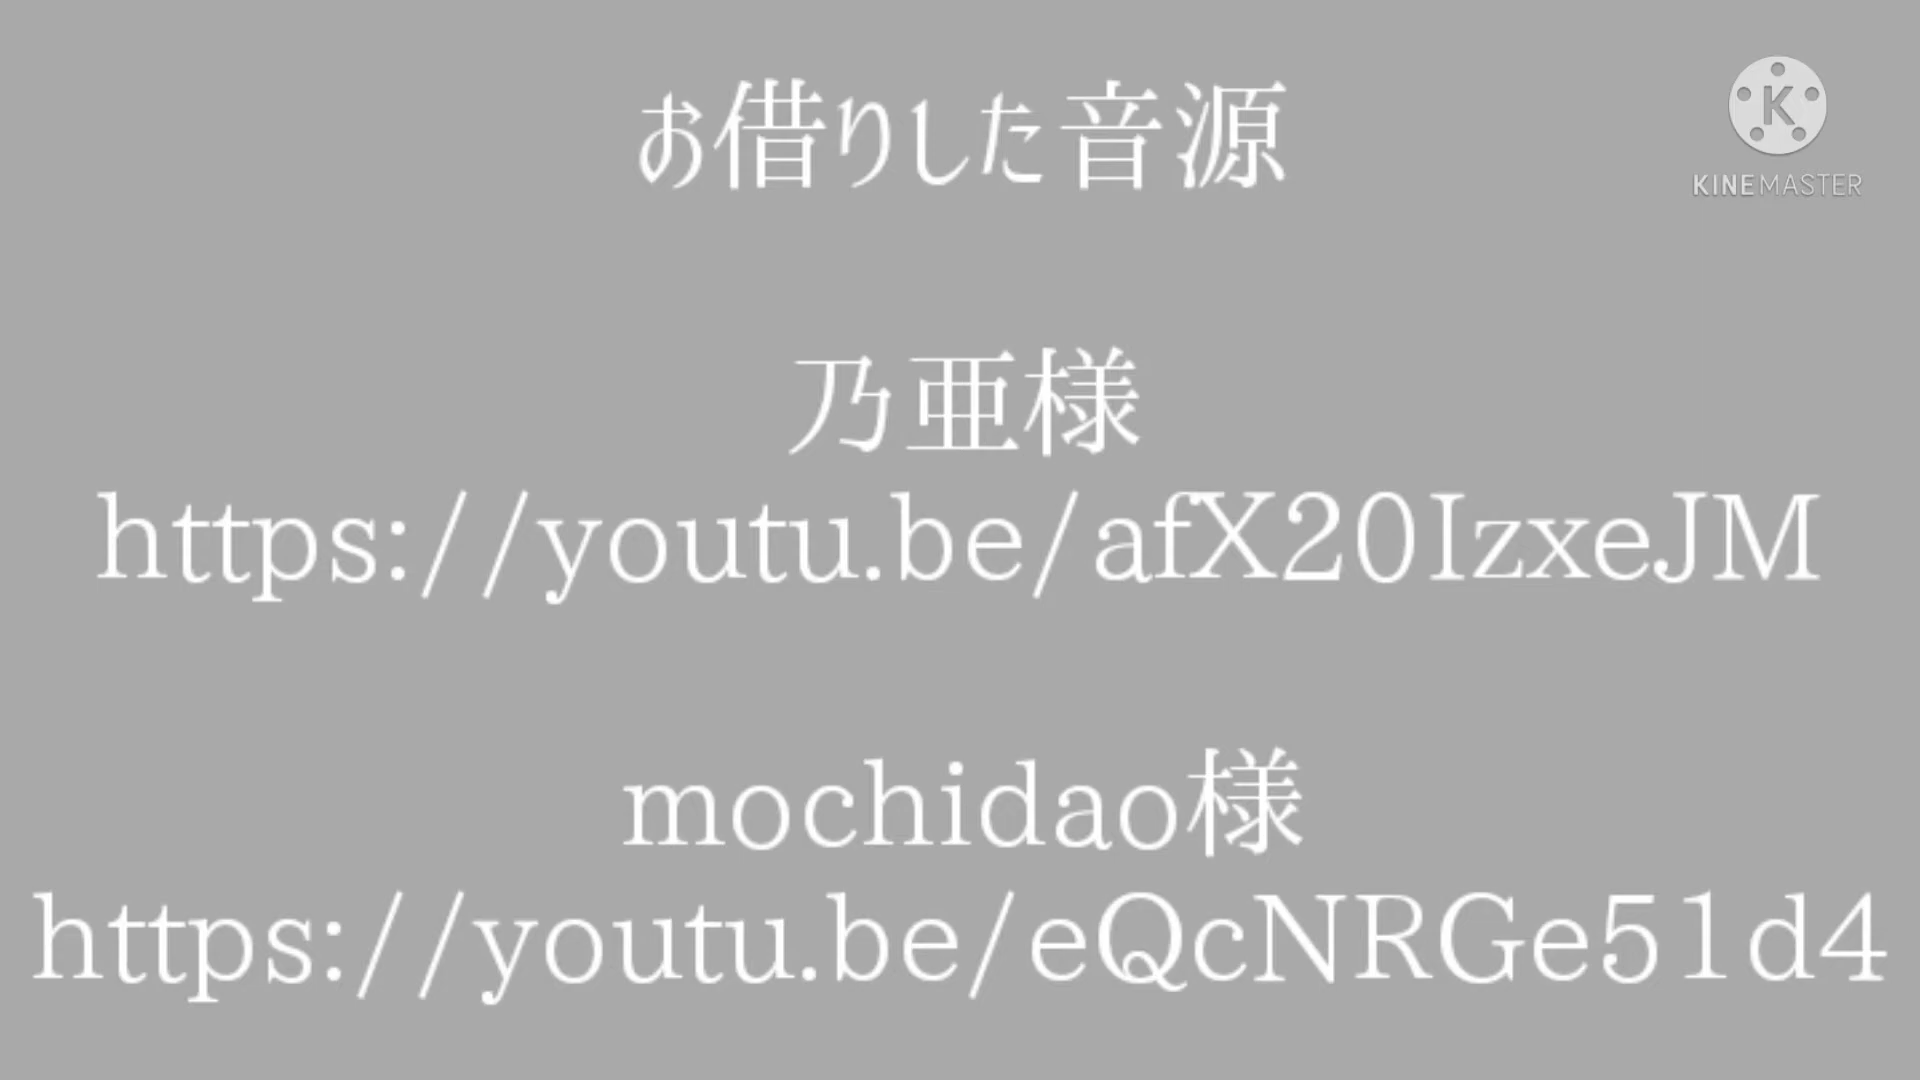 お借りした音源
K
KINEMASTER
乃亜様
https://youtu.be/afX20IzxeJM
mochidao様
https://youtu.be/eQcNRGe51d4